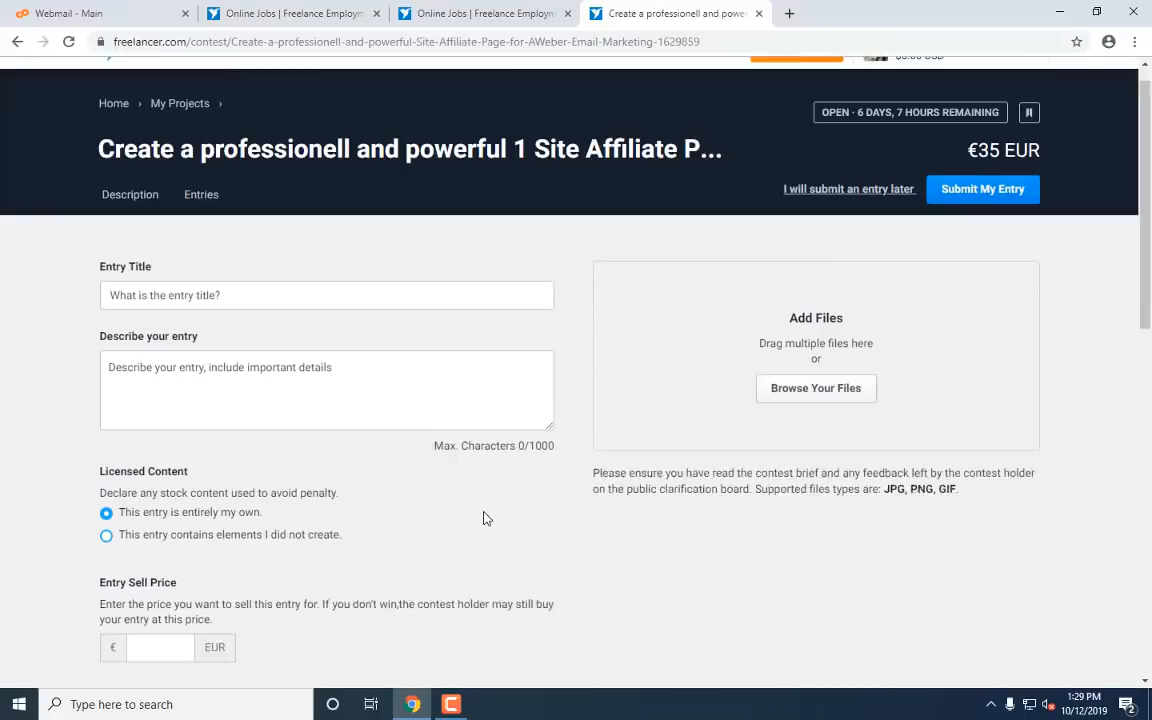 Webmail - Main
Online Jobs | Freelance Employm
Online Jobs | Freelance Employm
Create a professionell and power
freelancer.com/contest/Create-a-professionell-and-powerful-Site-Affiliate-Page-for-AWeber-Email-Marketing-1629859
Home › My Projects ›
OPEN - 6 DAYS, 7 HOURS REMAINING
Create a professionell and powerful 1 Site Affiliate P...
€35 EUR
Description
Entries
I will submit an entry later
Submit My Entry
Entry Title
What is the entry title?
Describe your entry
Describe your entry, include important details
Max. Characters 0/1000
Add Files
Drag multiple files here
or
Browse Your Files
Please ensure you have read the contest brief and any feedback left by the contest holder
on the public clarification board. Supported files types are: JPG, PNG, GIF.
Licensed Content
Declare any stock content used to avoid penalty.
This entry is entirely my own.
This entry contains elements I did not create.
Entry Sell Price
Enter the price you want to sell this entry for. If you don't win,the contest holder may still buy
your entry at this price.
€ EUR
Type here to search
1:29 PM
10/12/2019
2